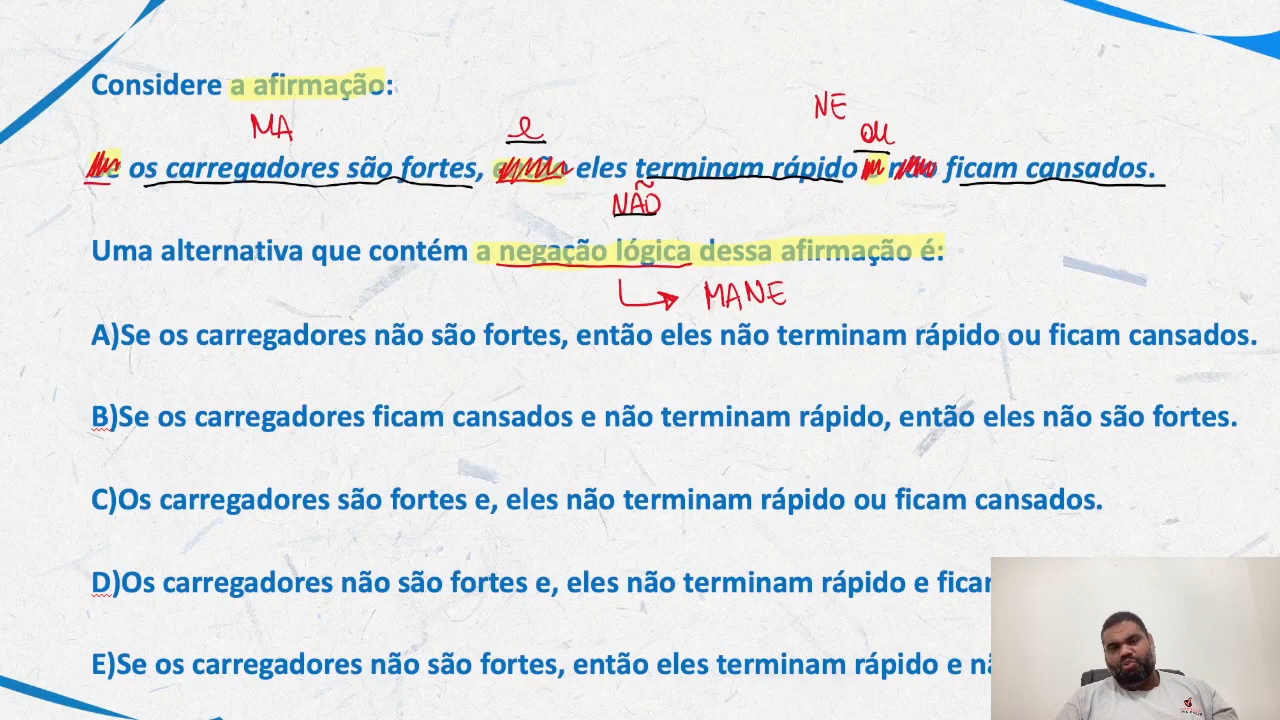 Considere a afirmação:
MA NE
e ou
os carregadores são fortes, eles terminam rápido ficam cansados.
NÃO
Uma alternativa que contém a negação lógica dessa afirmação é:
MANE
A)Se os carregadores não são fortes, então eles não terminam rápido ou ficam cansados.
B)Se os carregadores ficam cansados e não terminam rápido, então eles não são fortes.
C)Os carregadores são fortes e, eles não terminam rápido ou ficam cansados.
D)Os carregadores não são fortes e, eles não terminam rápido e
E)Se os carregadores não são fortes, então eles terminam rápido e